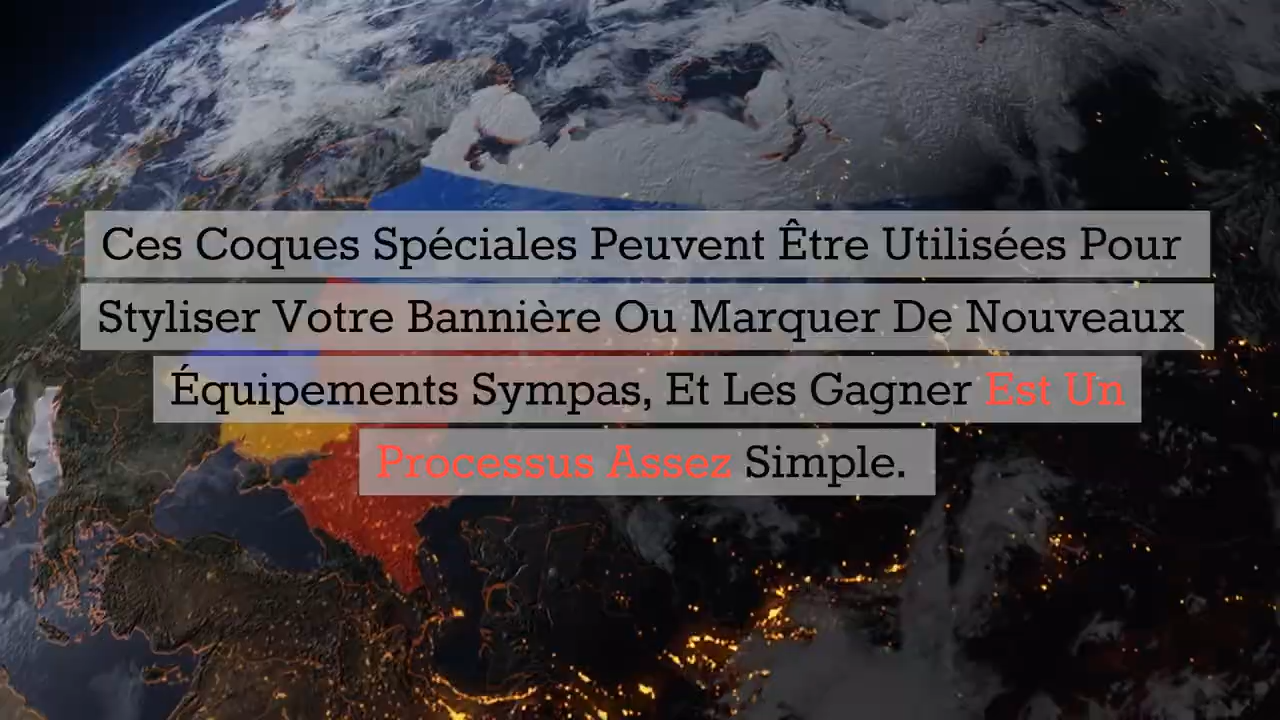 Ces Coques Spéciales Peuvent Être Utilisées Pour
Styliser Votre Bannière Ou Marquer De Nouveaux
Équipements Sympas, Et Les Gagner Est Un
Processus Assez Simple.